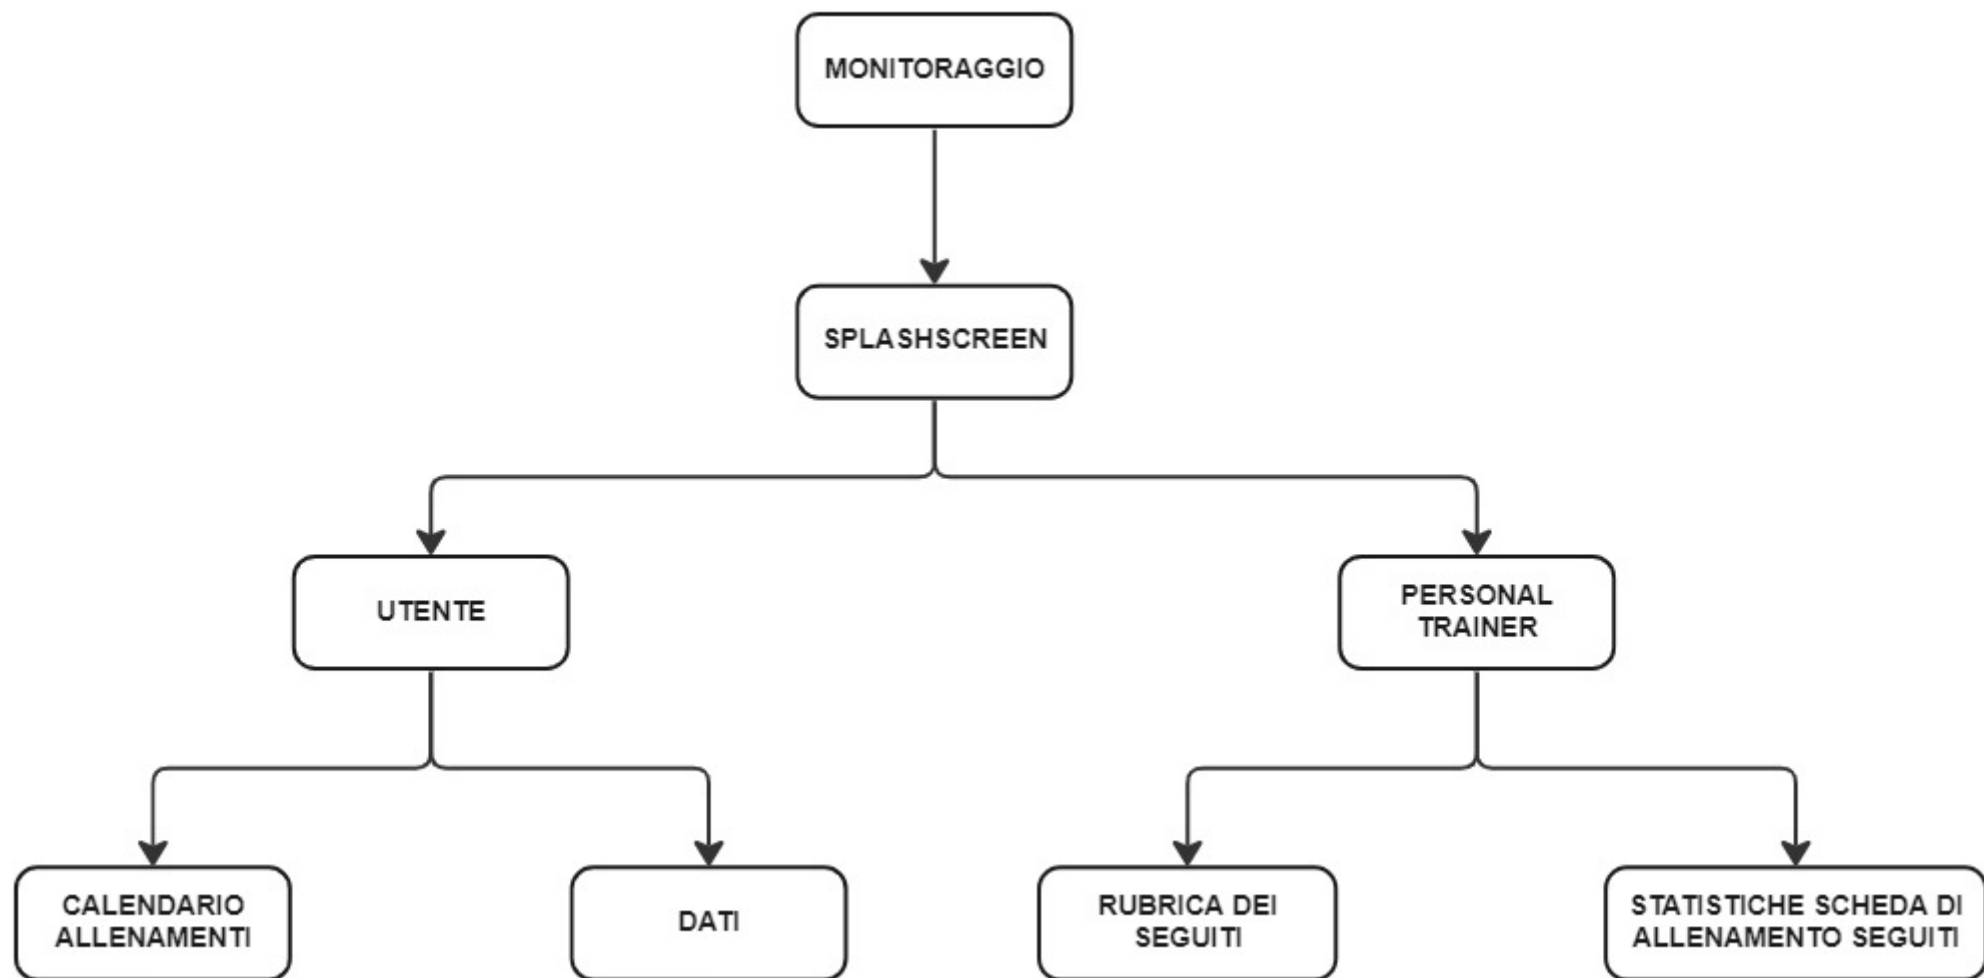 MONITORAGGIO
SPLASHSCREEN
UTENTE
PERSONAL
TRAINER
CALENDARIO
ALLENAMENTI
DATI
RUBRICA DEI
SEGUITI
STATISTICHE SCHEDA DI
ALLENAMENTO SEGUITI